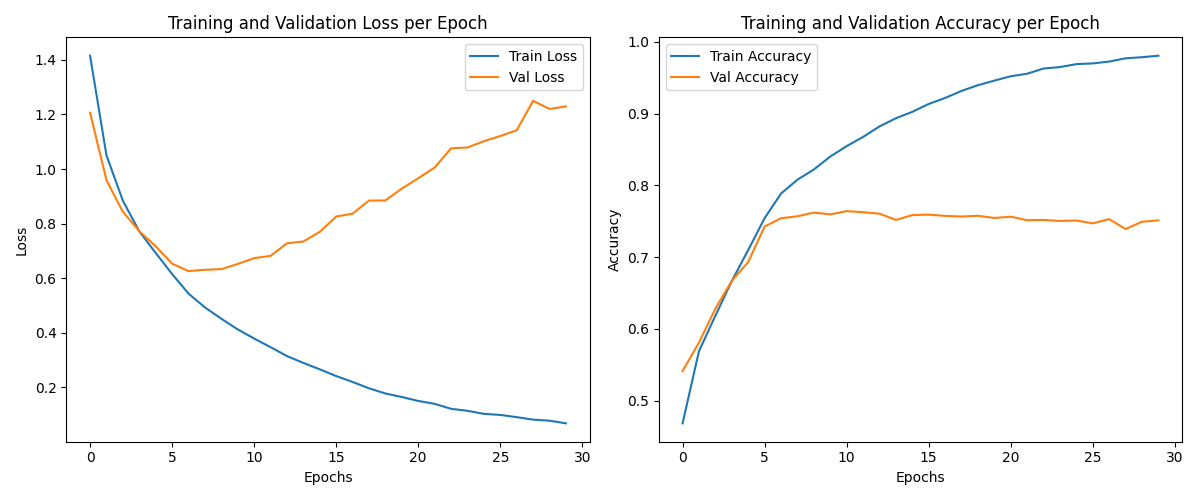 Training and Validation Loss per Epoch
Train Loss
Val Loss
1.4
1.2
1.0
0.8
0.6
0.4
0.2
Loss
0 5 10 15 20 25 30
Epochs
Training and Validation Accuracy per Epoch
Train Accuracy
Val Accuracy
1.0
0.9
0.8
0.7
0.6
0.5
Accuracy
0 5 10 15 20 25 30
Epochs